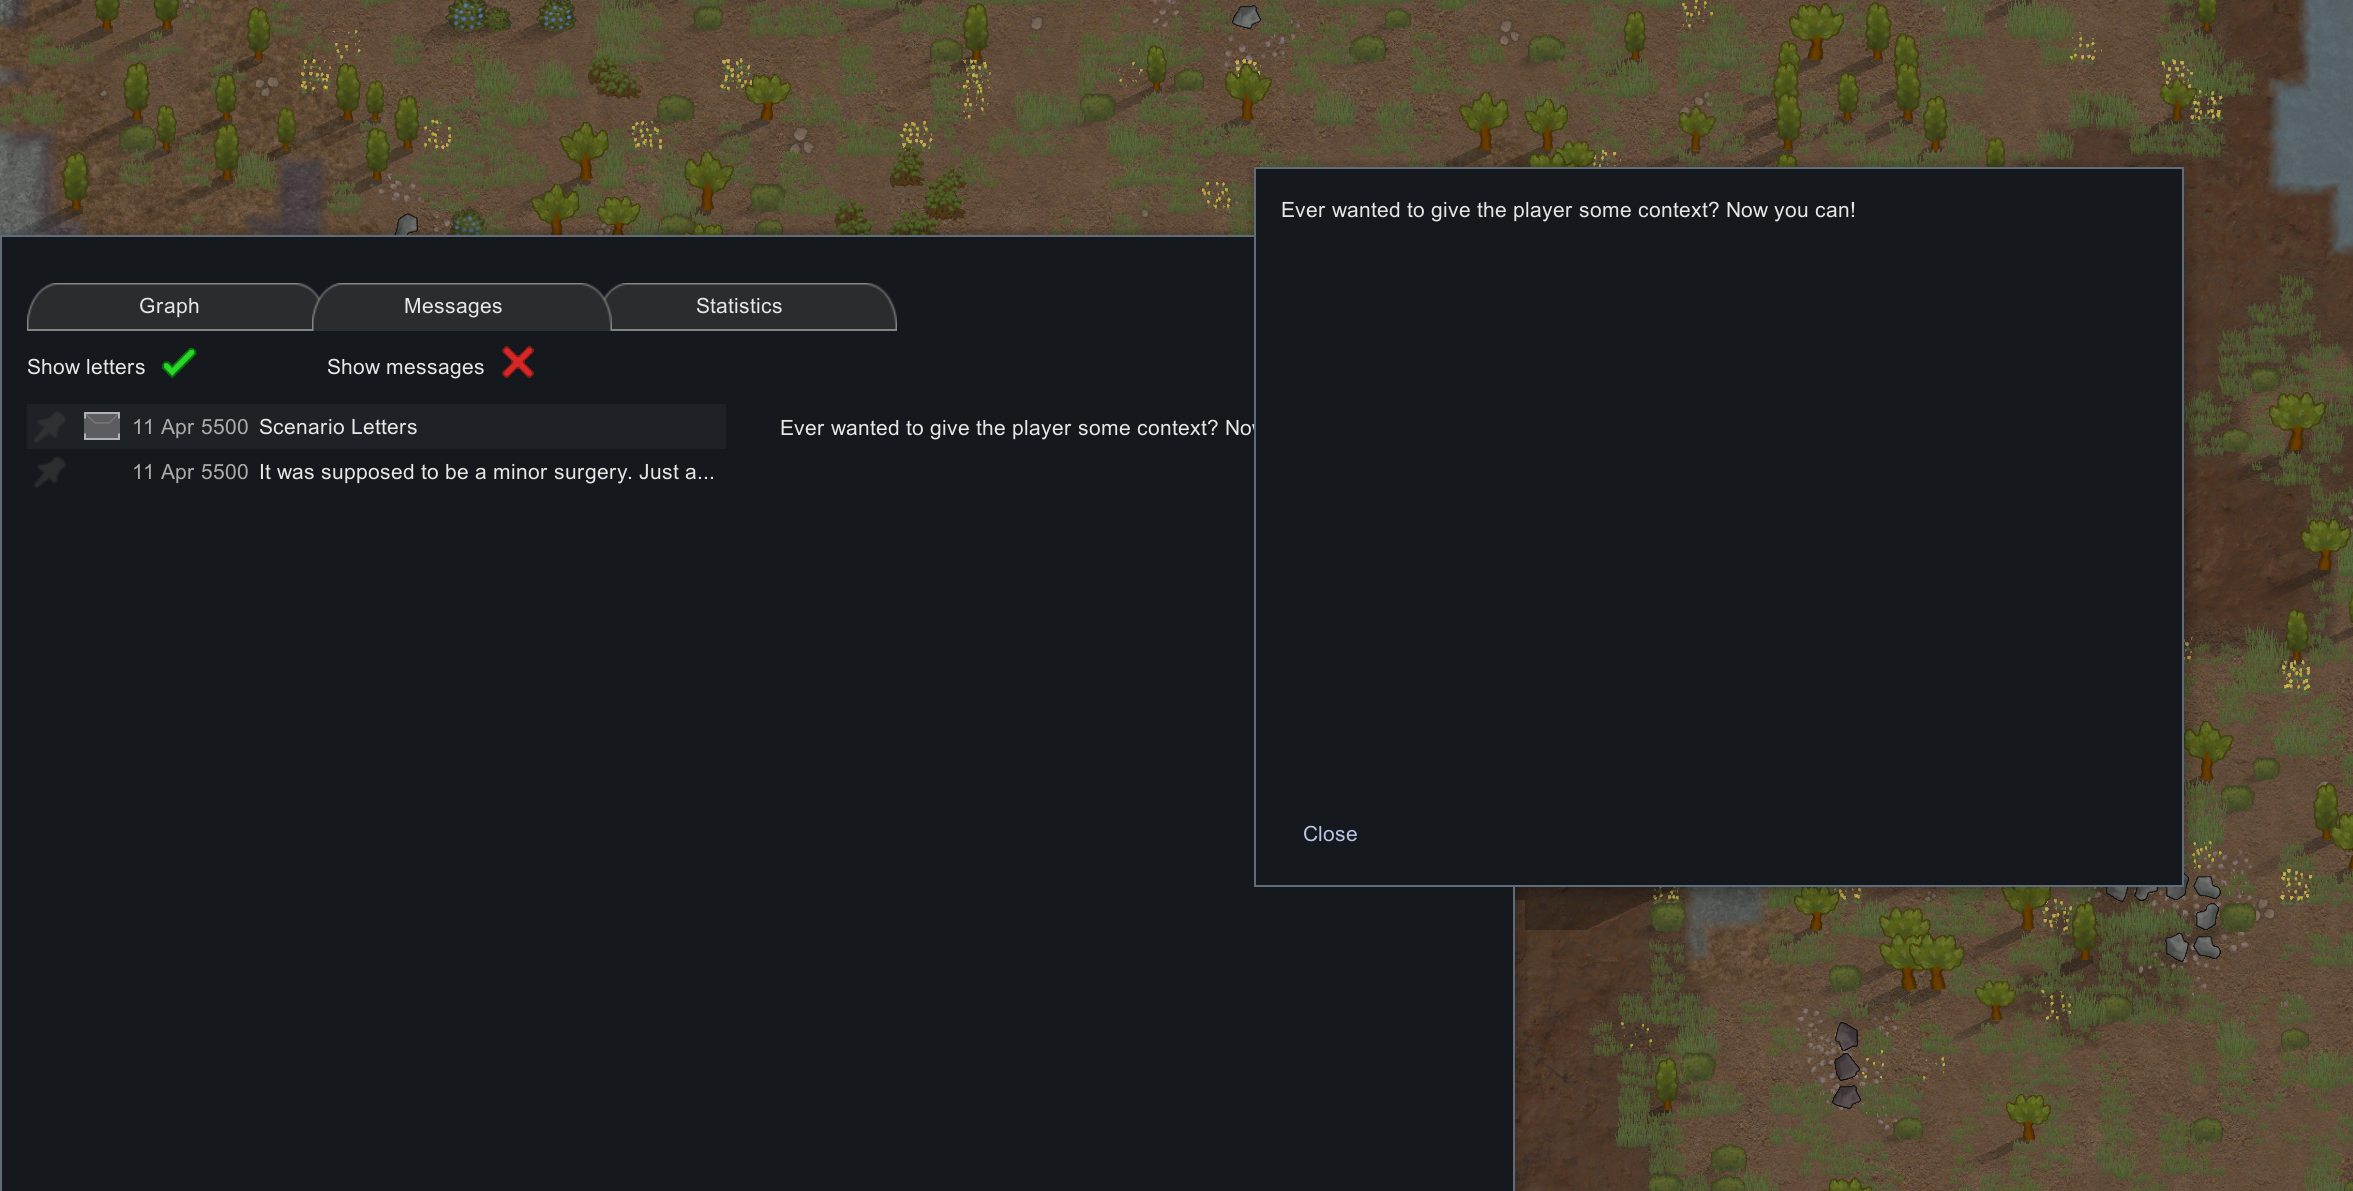 Ever wanted to give the player some context? Now you can!
Graph
Messages
Statistics
Show letters
Show messages
11 Apr 5500 Scenario Letters
Ever wanted to give the player some context?
11 Apr 5500 It was supposed to be a minor surgery. Just a...
Close